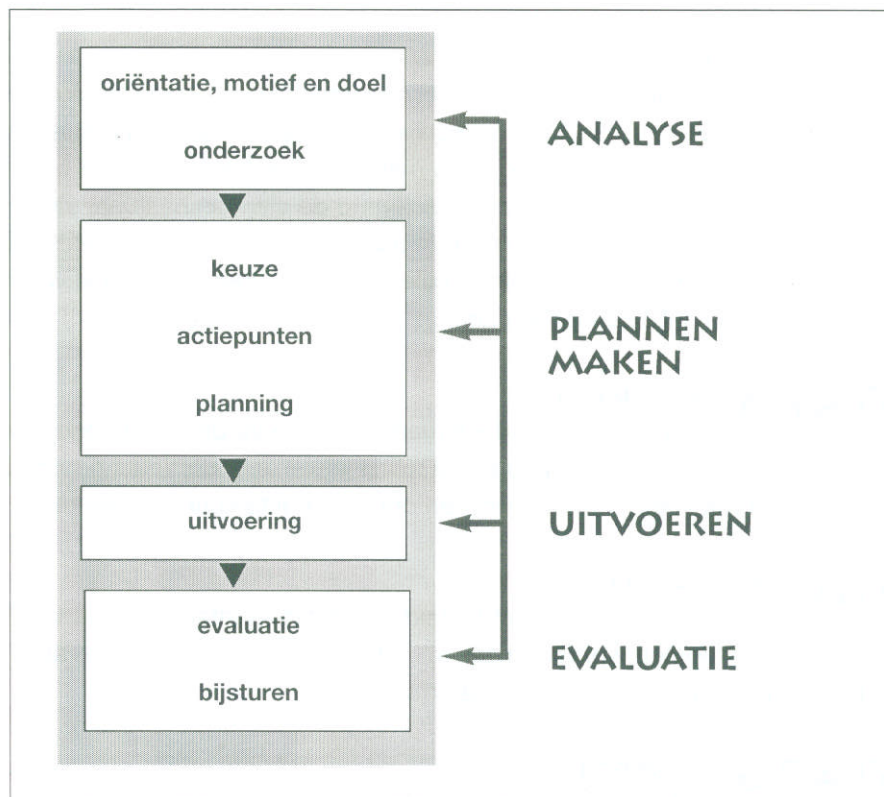 oriëntatie, motief en doel
onderzoek
ANALYSE
keuze
actiepunten
planning
PLANNEN
MAKEN
uitvoering
UITVOEREN
evaluatie
bijsturen
EVALUATIE